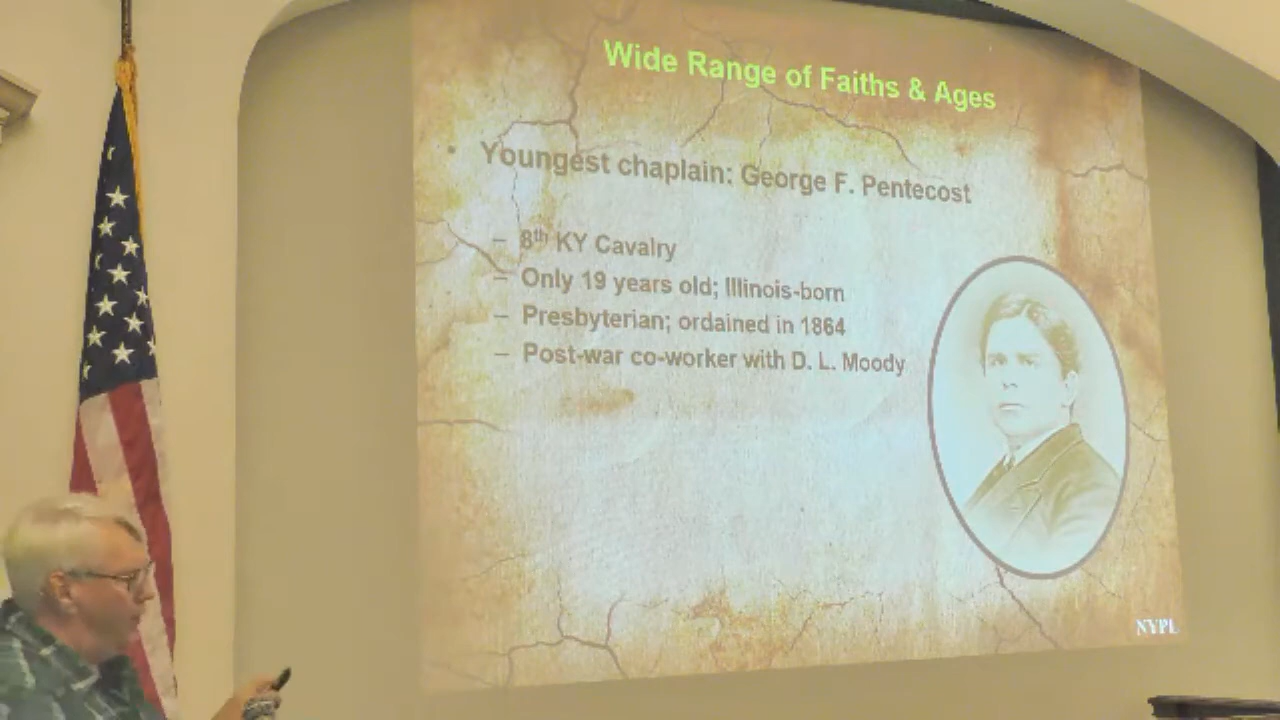 Wide Range of Faiths & Ages
• Youngest chaplain: George F. Pentecost
– 8th KY Cavalry
– Only 19 years old; Illinois-born
– Presbyterian; ordained in 1864
– Post-war co-worker with D. L. Moody
NYPL